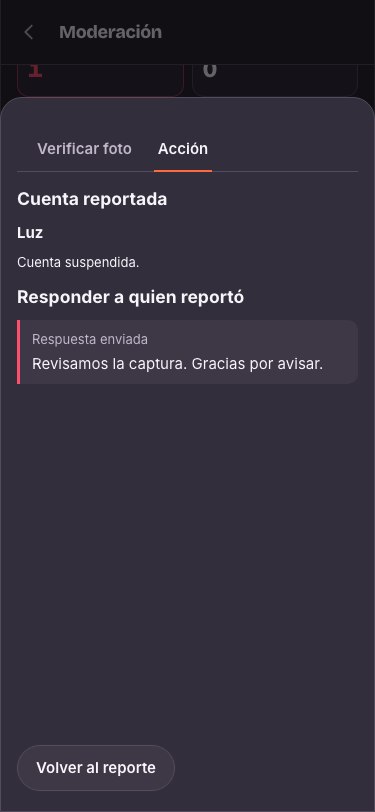 Moderación
1
0
Verificar foto
Acción
Cuenta reportada
Luz
Cuenta suspendida.
Responder a quien reportó
Respuesta enviada
Revisamos la captura. Gracias por avisar.
Volver al reporte